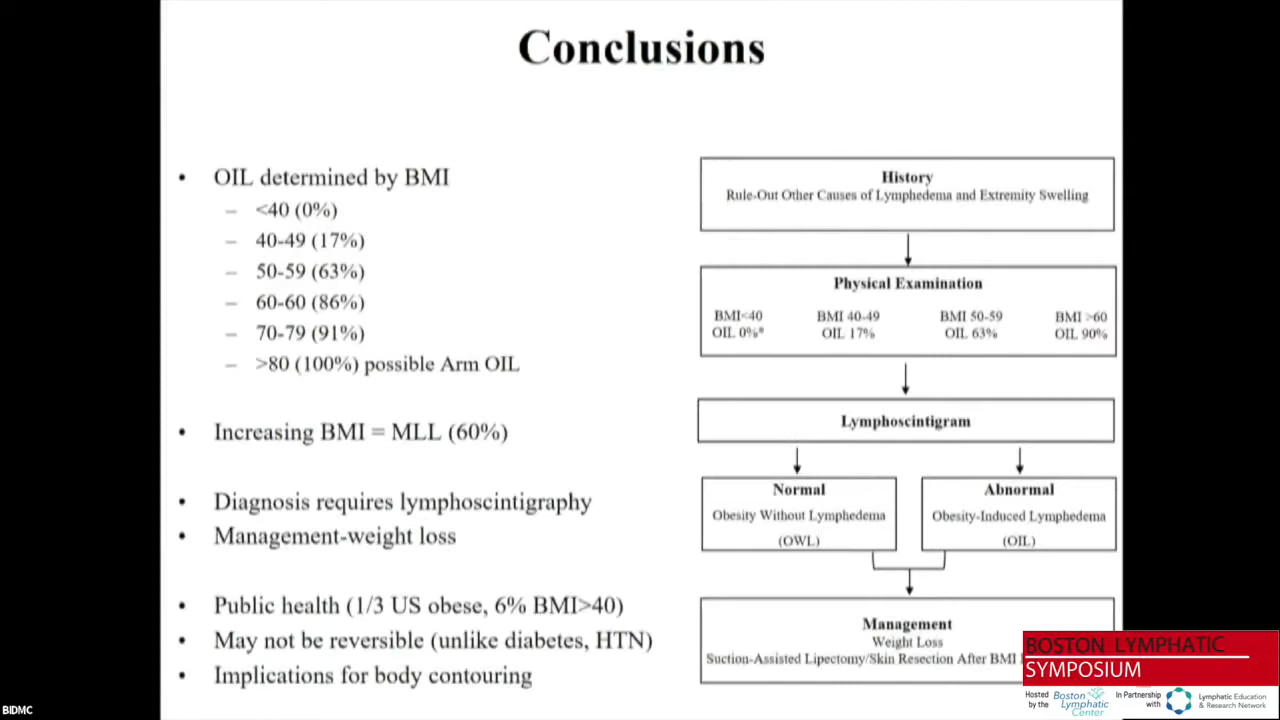 Conclusions
• OIL determined by BMI
– <40 (0%)
– 40-49 (17%)
– 50-59 (63%)
– 60-60 (86%)
– 70-79 (91%)
– >80 (100%) possible Arm OIL
• Increasing BMI = MLL (60%)
• Diagnosis requires lymphoscintigraphy
• Management-weight loss
• Public health (1/3 US obese, 6% BMI>40)
• May not be reversible (unlike diabetes, HTN)
• Implications for body contouring
History
Rule-Out Other Causes of Lymphedema and Extremity Swelling
Physical Examination
BMI<40 BMI 40-49 BMI 50-59 BMI >60
OIL 0%* OIL 17% OIL 63% OIL 90%
Lymphoscintigram
Normal
Obesity Without Lymphedema
(OWL)
Abnormal
Obesity-Induced Lymphedema
(OIL)
Management
Weight Loss
Suction-Assisted Lipectomy/Skin Resection After BMI
BOSTON LYMPHATIC
SYMPOSIUM
Hosted
by the
Boston
Lymphatic
Center
In Partnership
with
Lymphatic Education
& Research Network
BIDMC